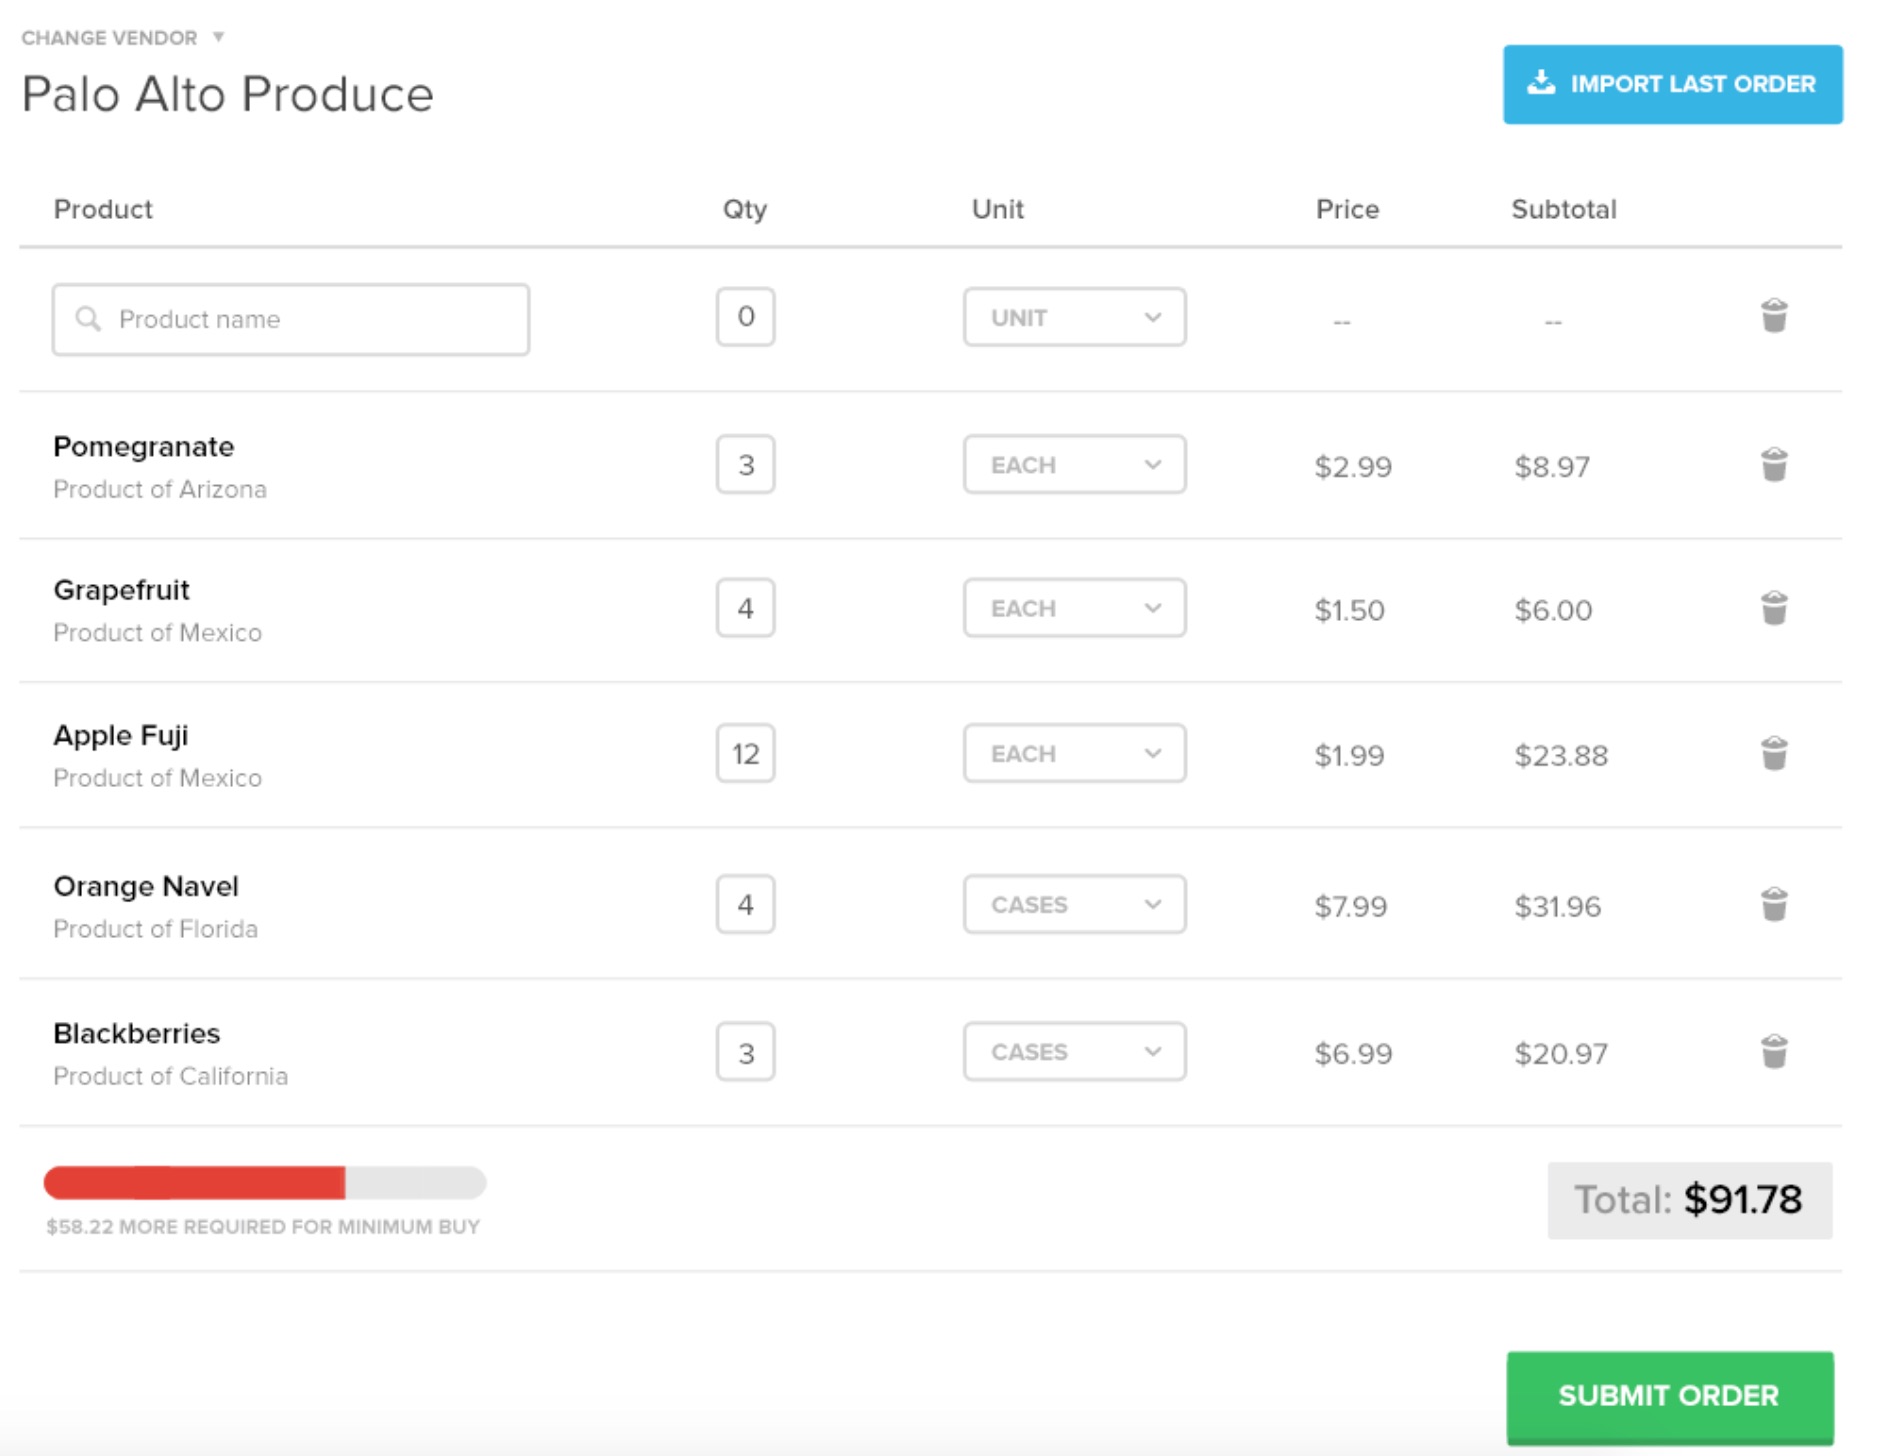 CHANGE VENDOR ▼
Palo Alto Produce
IMPORT LAST ORDER
Product Qty Unit Price Subtotal
Product name 0 UNIT -- --
Pomegranate
Product of Arizona
3 EACH $2.99 $8.97
Grapefruit
Product of Mexico
4 EACH $1.50 $6.00
Apple Fuji
Product of Mexico
12 EACH $1.99 $23.88
Orange Navel
Product of Florida
4 CASES $7.99 $31.96
Blackberries
Product of California
3 CASES $6.99 $20.97
$58.22 MORE REQUIRED FOR MINIMUM BUY
Total: $91.78
SUBMIT ORDER